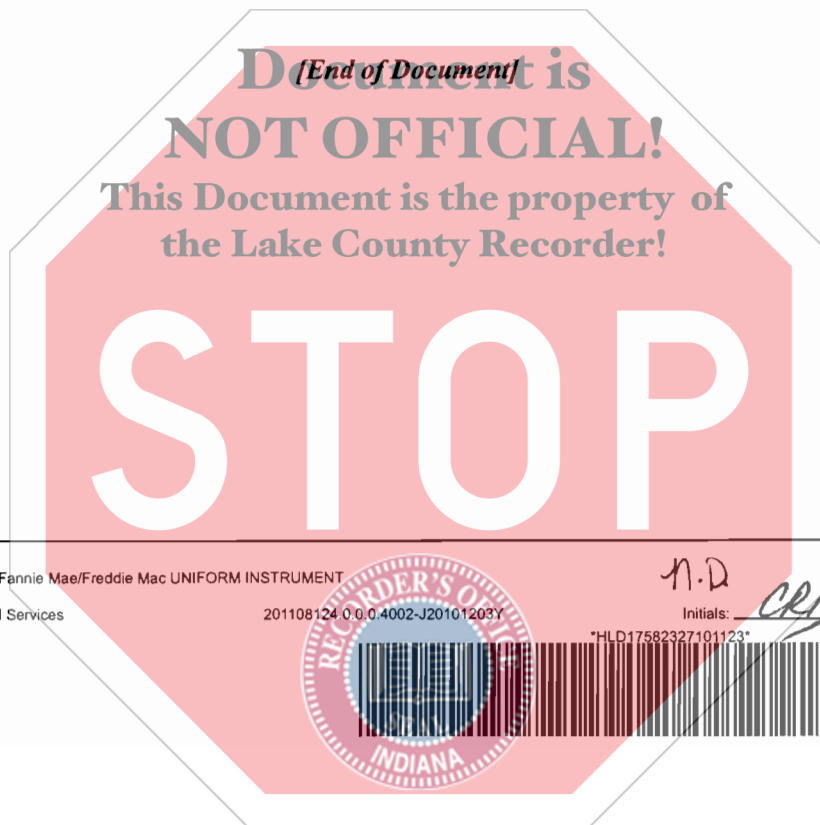 [End of Document]
Document is
NOT OFFICIAL!
This Document is the property of
the Lake County Recorder!
STOP
Fannie Mae/Freddie Mac UNIFORM INSTRUMENT
Services
201108124.0.0.0.4002-J20101203Y
n.D
Initials:
*HLD17582327101123*
RECORDER'S OFFICE
SEAL
INDIANA